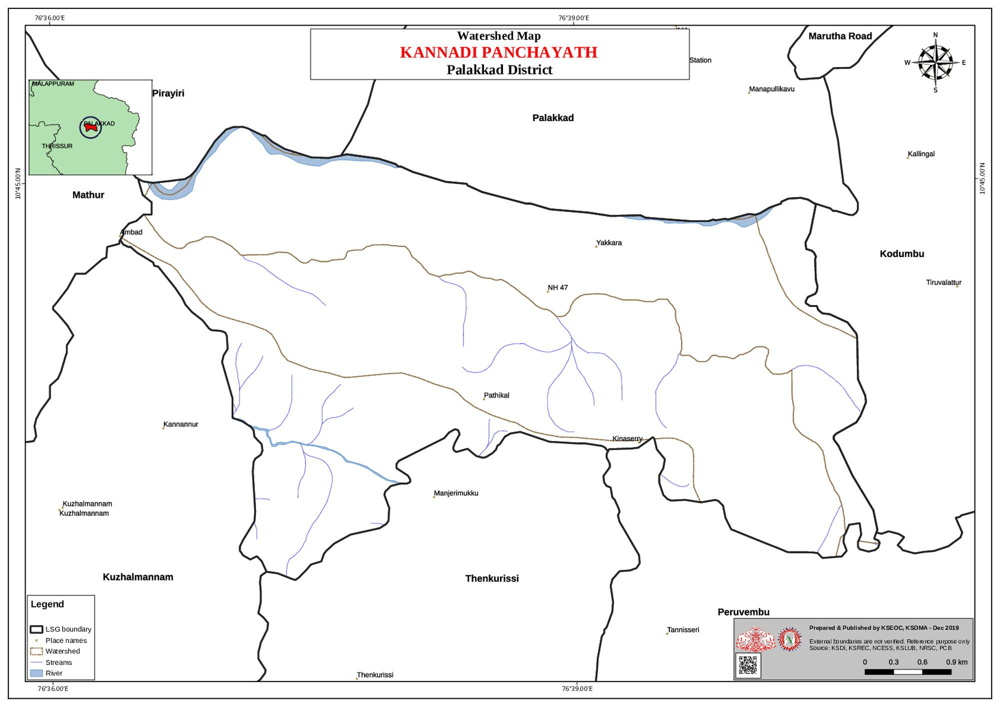 76°36.00'E
76°39.00'E
Watershed Map
KANNADI PANCHAYATH
Palakkad District
Station
Marutha Road
N
W
E
S
MALAPPURAM
PALAKKAD
THRISSUR
Pirayiri
Manapullikavu
Palakkad
Kallingal
10°45.00'N
10°45.00'N
Mathur
Ambad
Yakkara
Kodumbu
NH 47
Tiruvalattur
Pathikal
Kannannur
Kinaserry
Manjerimukku
Kuzhalmannam
Kuzhalmannam
Kuzhalmannam
Thenkurissi
Peruvembu
Tannisseri
Thenkurissi
Legend
LSG boundary
Place names
Watershed
Streams
River
Prepared & Published by KSEOC, KSDMA - Dec 2019
External boundaries are not verified. Reference purpose only
Source: KSDI, KSREC, NCESS, KSLUB, NRSC, PCB
0 0.3 0.6 0.9 km
76°36.00'E
76°39.00'E